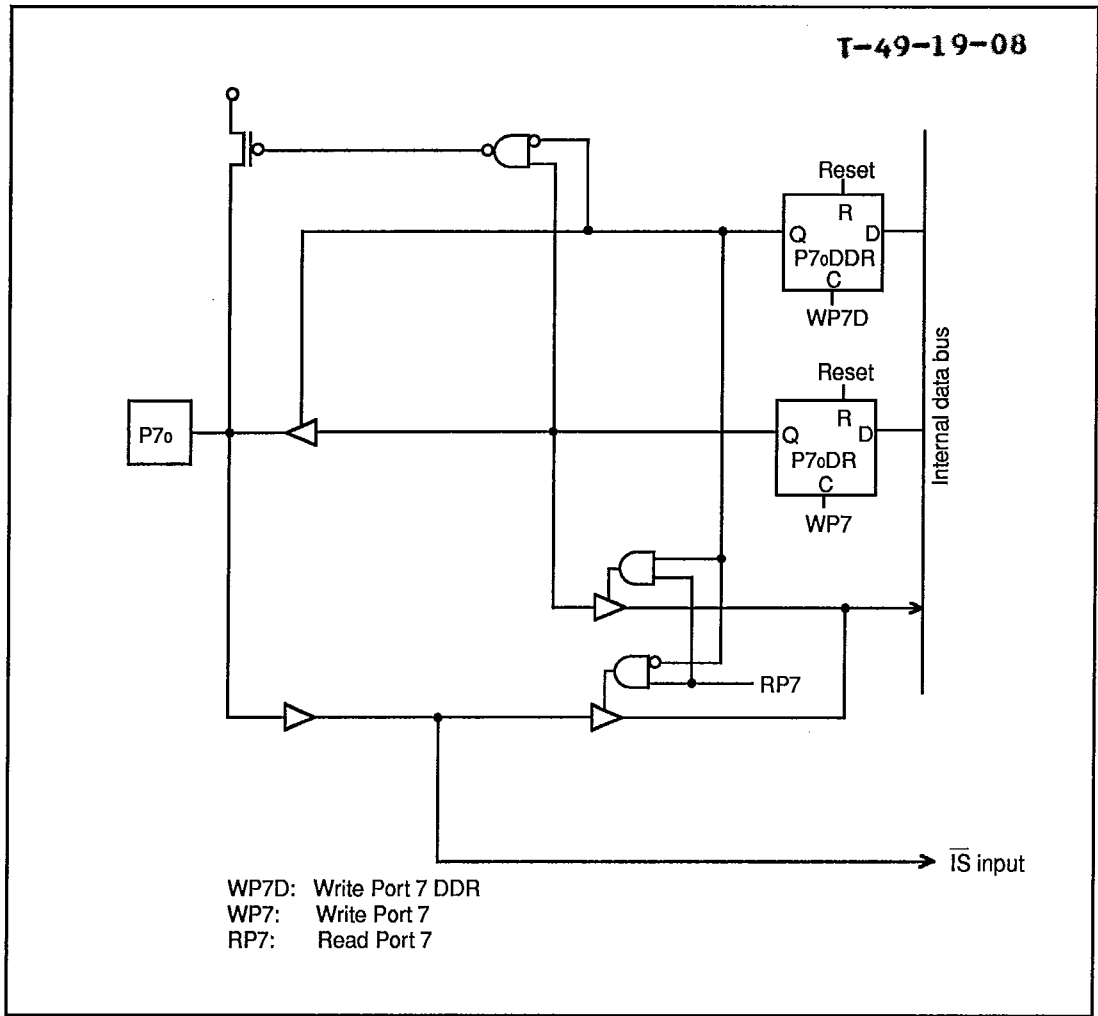 T-49-19-08
Reset
R
Q
D
P7₀DDR
C
WP7D
Reset
R
Q
D
P7₀DR
C
WP7
Internal data bus
P7₀
RP7
I̅S̅ input
WP7D: Write Port 7 DDR
WP7: Write Port 7
RP7: Read Port 7